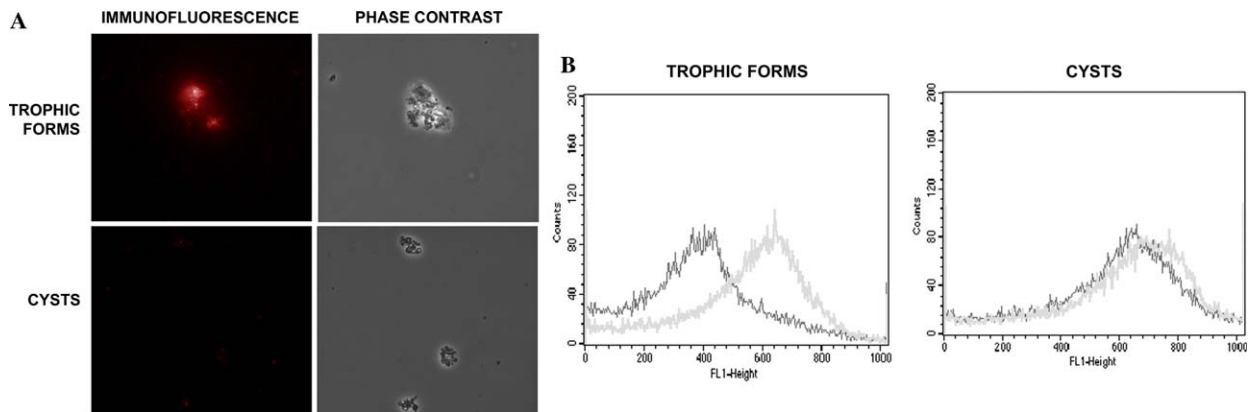 A
IMMUNOFLUORESCENCE
PHASE CONTRAST
TROPHIC
FORMS
CYSTS
B
TROPHIC FORMS
Counts
200
160
120
80
40
0
0 200 400 600 800 1000
FL1-Height
CYSTS
Counts
200
160
120
80
40
0
0 200 400 600 800 1000
FL1-Height